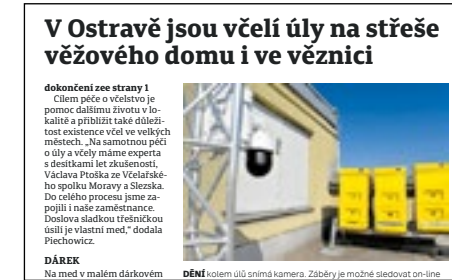 V Ostravě jsou včelí úly na střeše
věžového domu i ve věznici
dokončení zee strany 1
Cílem péče o včelstvo je
pomoc dalšímu životu v lo-
kalitě a přiblížit také důleži-
tost existence včel ve velkých
městech. „Na samotnou péči
o úly a včely máme experta
s desítkami let zkušeností,
Václava Ptoška ze Včelařské-
ho spolku Moravy a Slezska.
Do celého procesu jsme za-
pojili i naše zaměstnance.
Doslova sladkou třešničkou
úsilí je vlastní med,“ dodala
Piechowicz.
DÁREK
Na med v malém dárkovém
DĚNÍ kolem úlů snímá kamera. Záběry je možné sledovat on-line